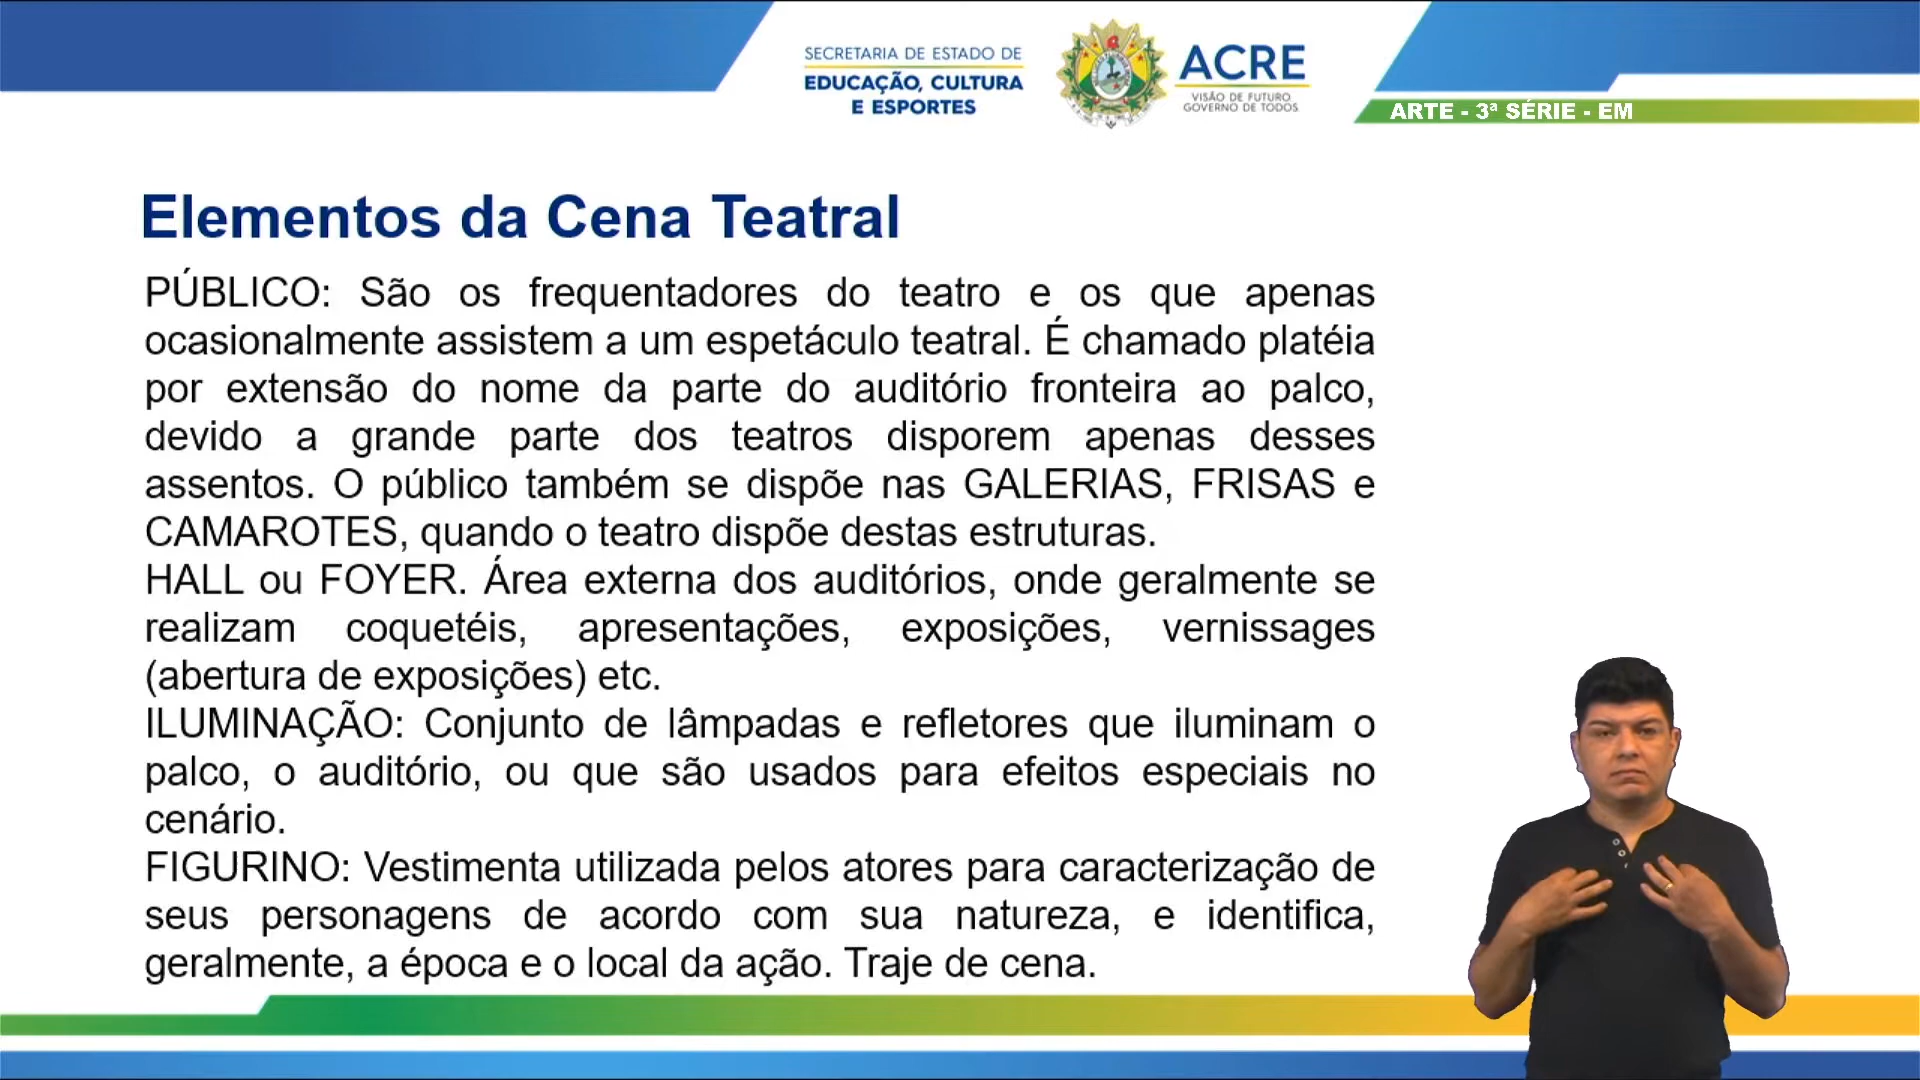 SECRETARIA DE ESTADO DE
EDUCAÇÃO, CULTURA
E ESPORTES
ACRE
VISÃO DE FUTURO
GOVERNO DE TODOS
ARTE - 3ª SÉRIE - EM
Elementos da Cena Teatral
PÚBLICO: São os frequentadores do teatro e os que apenas
ocasionalmente assistem a um espetáculo teatral. É chamado platéia
por extensão do nome da parte do auditório fronteira ao palco,
devido a grande parte dos teatros disporem apenas desses
assentos. O público também se dispõe nas GALERIAS, FRISAS e
CAMAROTES, quando o teatro dispõe destas estruturas.
HALL ou FOYER. Área externa dos auditórios, onde geralmente se
realizam coquetéis, apresentações, exposições, vernissages
(abertura de exposições) etc.
ILUMINAÇÃO: Conjunto de lâmpadas e refletores que iluminam o
palco, o auditório, ou que são usados para efeitos especiais no
cenário.
FIGURINO: Vestimenta utilizada pelos atores para caracterização de
seus personagens de acordo com sua natureza, e identifica,
geralmente, a época e o local da ação. Traje de cena.